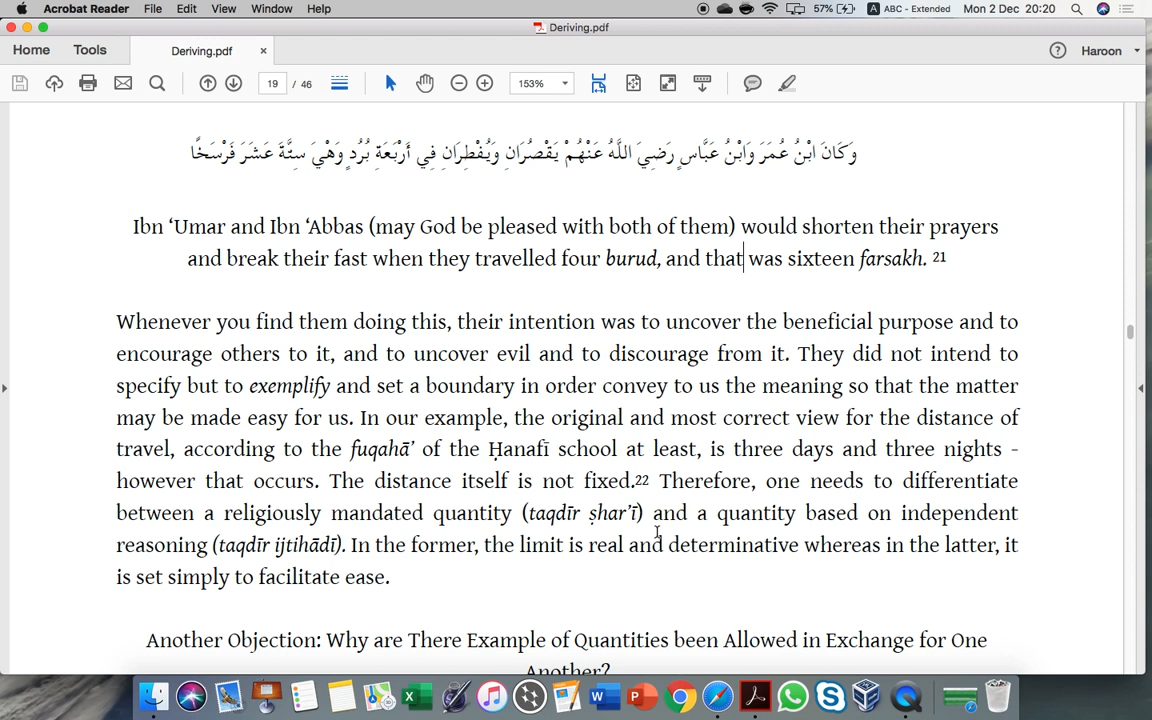 Acrobat Reader File Edit View Window Help 57% A ABC - Extended Mon 2 Dec 20:20
Deriving.pdf
Home Tools Deriving.pdf × ? Haroon
19 / 46 153%
وَكَانَ ابْنُ عُمَرَ وَابْنُ عَبَّاسٍ رَضِيَ اللَّهُ عَنْهُمْ يَقْصُرَانِ وَيُفْطِرَانِ فِي أَرْبَعَةِ بُرُدٍ وَهْيَ سِتَّةَ عَشَرَ فَرْسَخًا
Ibn ‘Umar and Ibn ‘Abbas (may God be pleased with both of them) would shorten their prayers
and break their fast when they travelled four burud, and that was sixteen farsakh. 21
Whenever you find them doing this, their intention was to uncover the beneficial purpose and to
encourage others to it, and to uncover evil and to discourage from it. They did not intend to
specify but to exemplify and set a boundary in order convey to us the meaning so that the matter
may be made easy for us. In our example, the original and most correct view for the distance of
travel, according to the fuqahā’ of the Ḥanafī school at least, is three days and three nights -
however that occurs. The distance itself is not fixed.22 Therefore, one needs to differentiate
between a religiously mandated quantity (taqdīr ṣhar’ī) and a quantity based on independent
reasoning (taqdīr ijtihādī). In the former, the limit is real and determinative whereas in the latter, it
is set simply to facilitate ease.
Another Objection: Why are There Example of Quantities been Allowed in Exchange for One
Another?